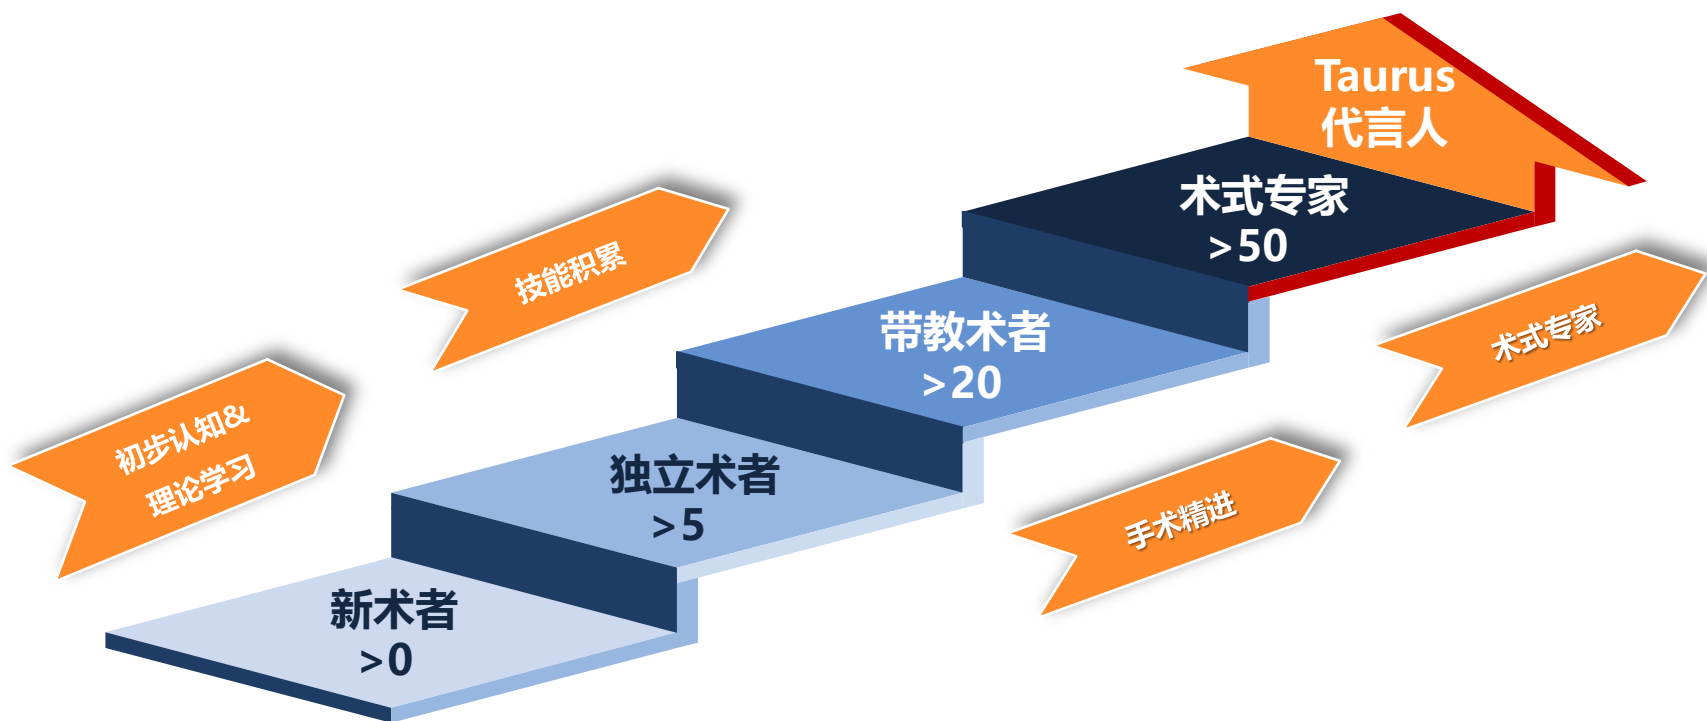 Taurus
代言人
术式专家
>50
带教术者
>20
独立术者
>5
新术者
>0
初步认知&
理论学习
技能积累
手术精进
术式专家